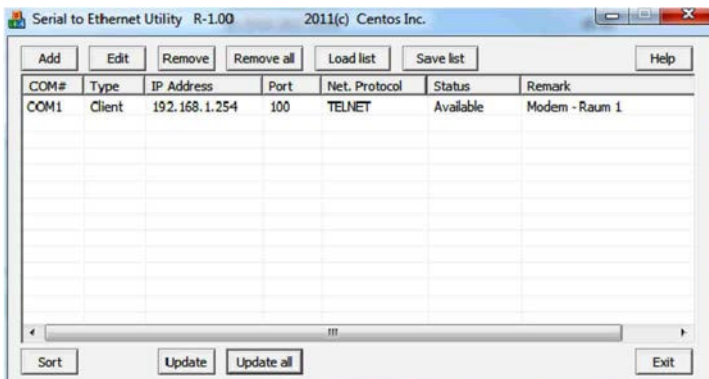 Serial to Ethernet Utility R-1.00 2011(c) Centos Inc.
Add Edit Remove Remove all Load list Save list Help
COM# Type IP Address Port Net. Protocol Status Remark
COM1 Client 192.168.1.254 100 TELNET Available Modem - Raum 1
Sort Update Update all Exit